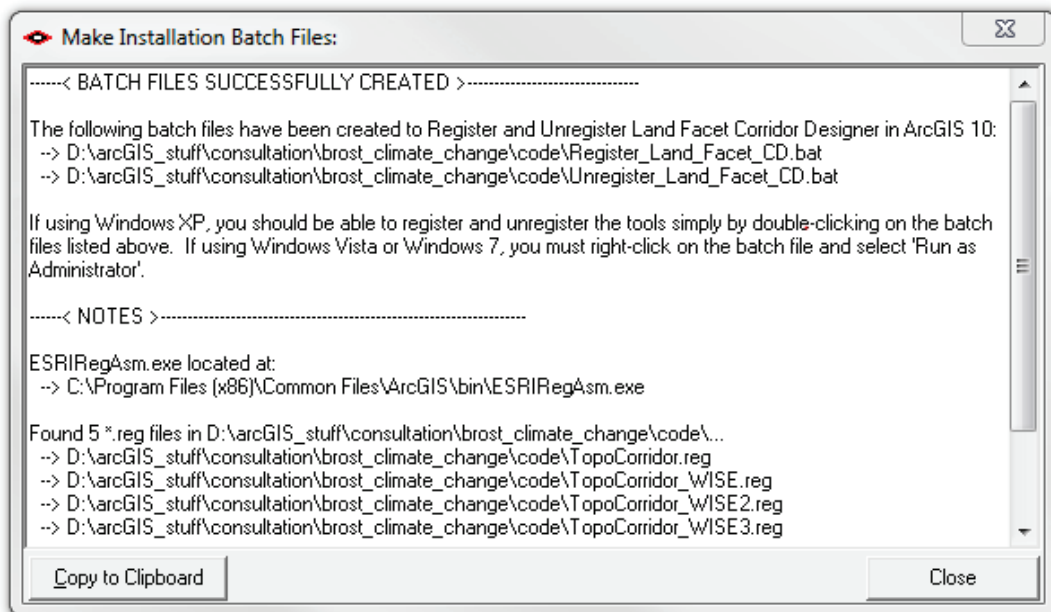 Make Installation Batch Files:
------< BATCH FILES SUCCESSFULLY CREATED >-------------------------------
The following batch files have been created to Register and Unregister Land Facet Corridor Designer in ArcGIS 10:
--> D:\arcGIS_stuff\consultation\brost_climate_change\code\Register_Land_Facet_CD.bat
--> D:\arcGIS_stuff\consultation\brost_climate_change\code\Unregister_Land_Facet_CD.bat
If using Windows XP, you should be able to register and unregister the tools simply by double-clicking on the batch
files listed above.  If using Windows Vista or Windows 7, you must right-click on the batch file and select 'Run as
Administrator'.
------< NOTES >-------------------------------------------------------------------
ESRIRegAsm.exe located at:
--> C:\Program Files (x86)\Common Files\ArcGIS\bin\ESRIRegAsm.exe
Found 5 *.reg files in D:\arcGIS_stuff\consultation\brost_climate_change\code\...
--> D:\arcGIS_stuff\consultation\brost_climate_change\code\TopoCorridor.reg
--> D:\arcGIS_stuff\consultation\brost_climate_change\code\TopoCorridor_WISE.reg
--> D:\arcGIS_stuff\consultation\brost_climate_change\code\TopoCorridor_WISE2.reg
--> D:\arcGIS_stuff\consultation\brost_climate_change\code\TopoCorridor_WISE3.reg
Copy to Clipboard
Close